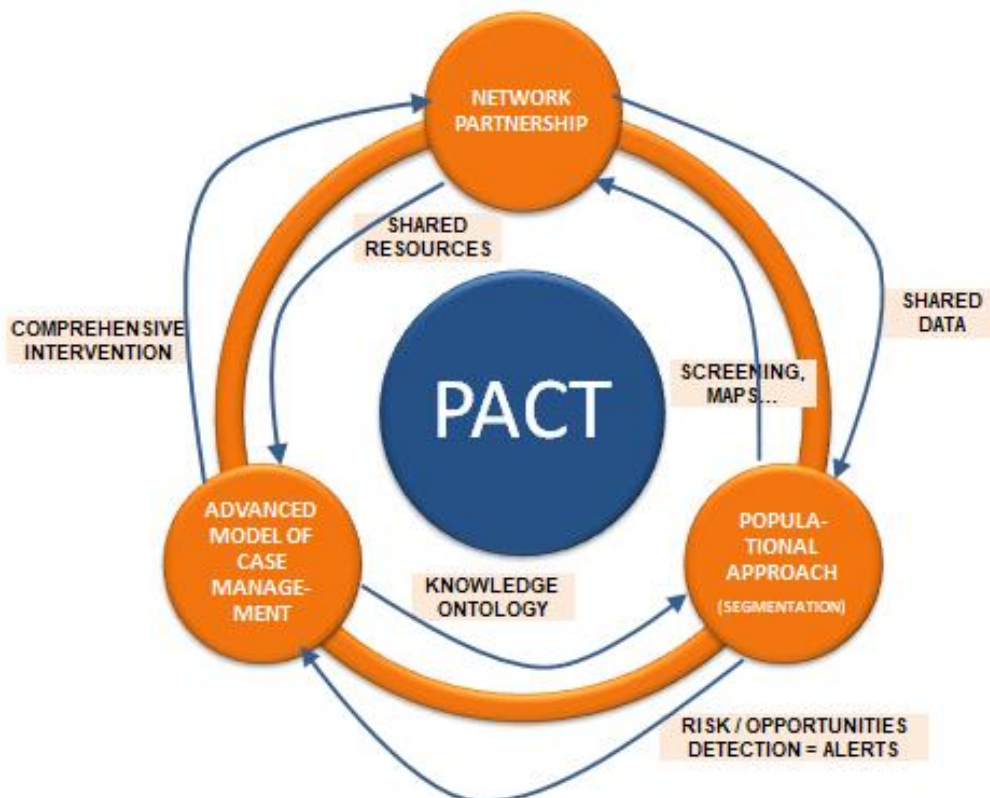 NETWORK
PARTNERSHIP
SHARED
RESOURCES
SHARED
DATA
COMPREHENSIVE
INTERVENTION
SCREENING,
MAPS...
PACT
ADVANCED
MODEL OF
CASE
MANAGE-
MENT
POPULA-
TIONAL
APPROACH
(SEGMENTATION)
KNOWLEDGE
ONTOLOGY
RISK / OPPORTUNITIES
DETECTION = ALERTS